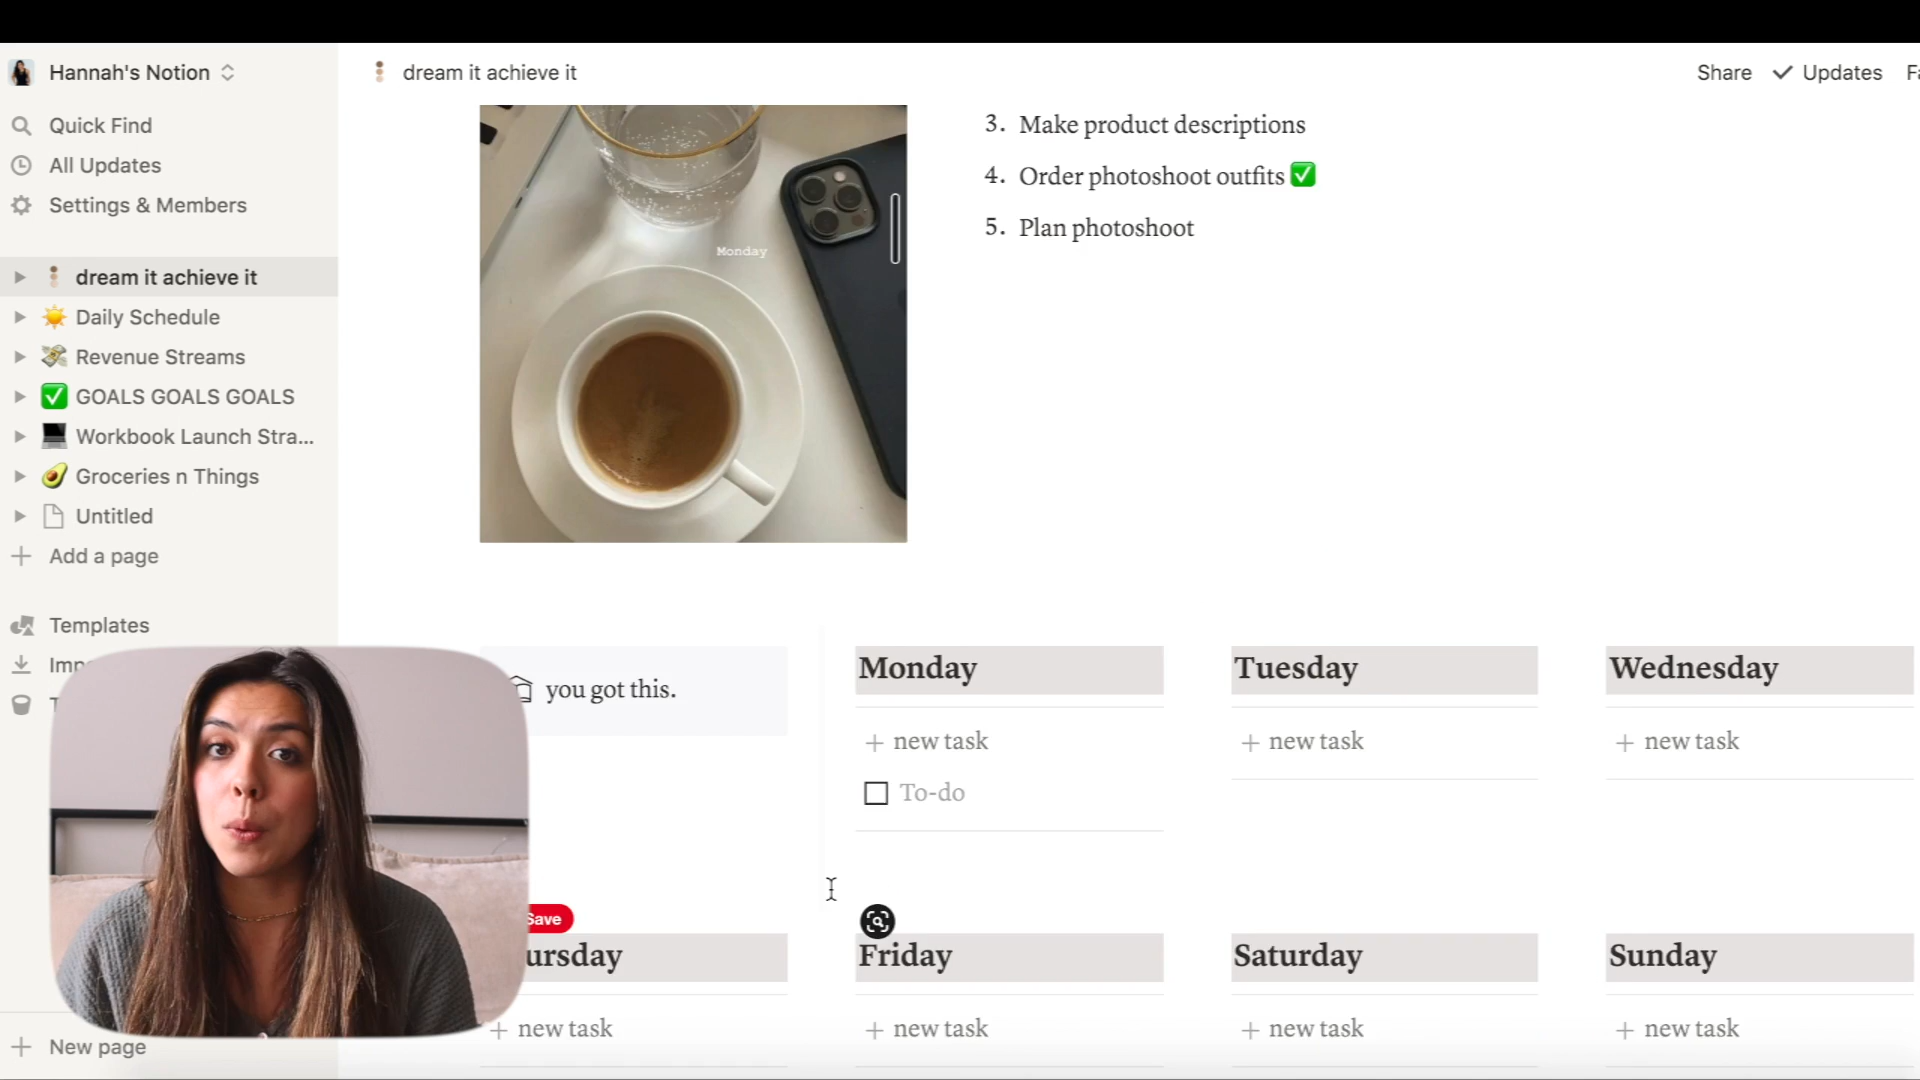 Hannah's Notion
dream it achieve it
Share
Updates
Fa
Quick Find
All Updates
Settings & Members
dream it achieve it
Daily Schedule
Revenue Streams
GOALS GOALS GOALS
Workbook Launch Stra...
Groceries n Things
Untitled
Add a page
Templates
Imp
T
New page
Monday
3. Make product descriptions
4. Order photoshoot outfits ✅
5. Plan photoshoot
you got this.
Monday
+ new task
To-do
Tuesday
+ new task
Wednesday
+ new task
Save
ursday
+ new task
Friday
+ new task
Saturday
+ new task
Sunday
+ new task